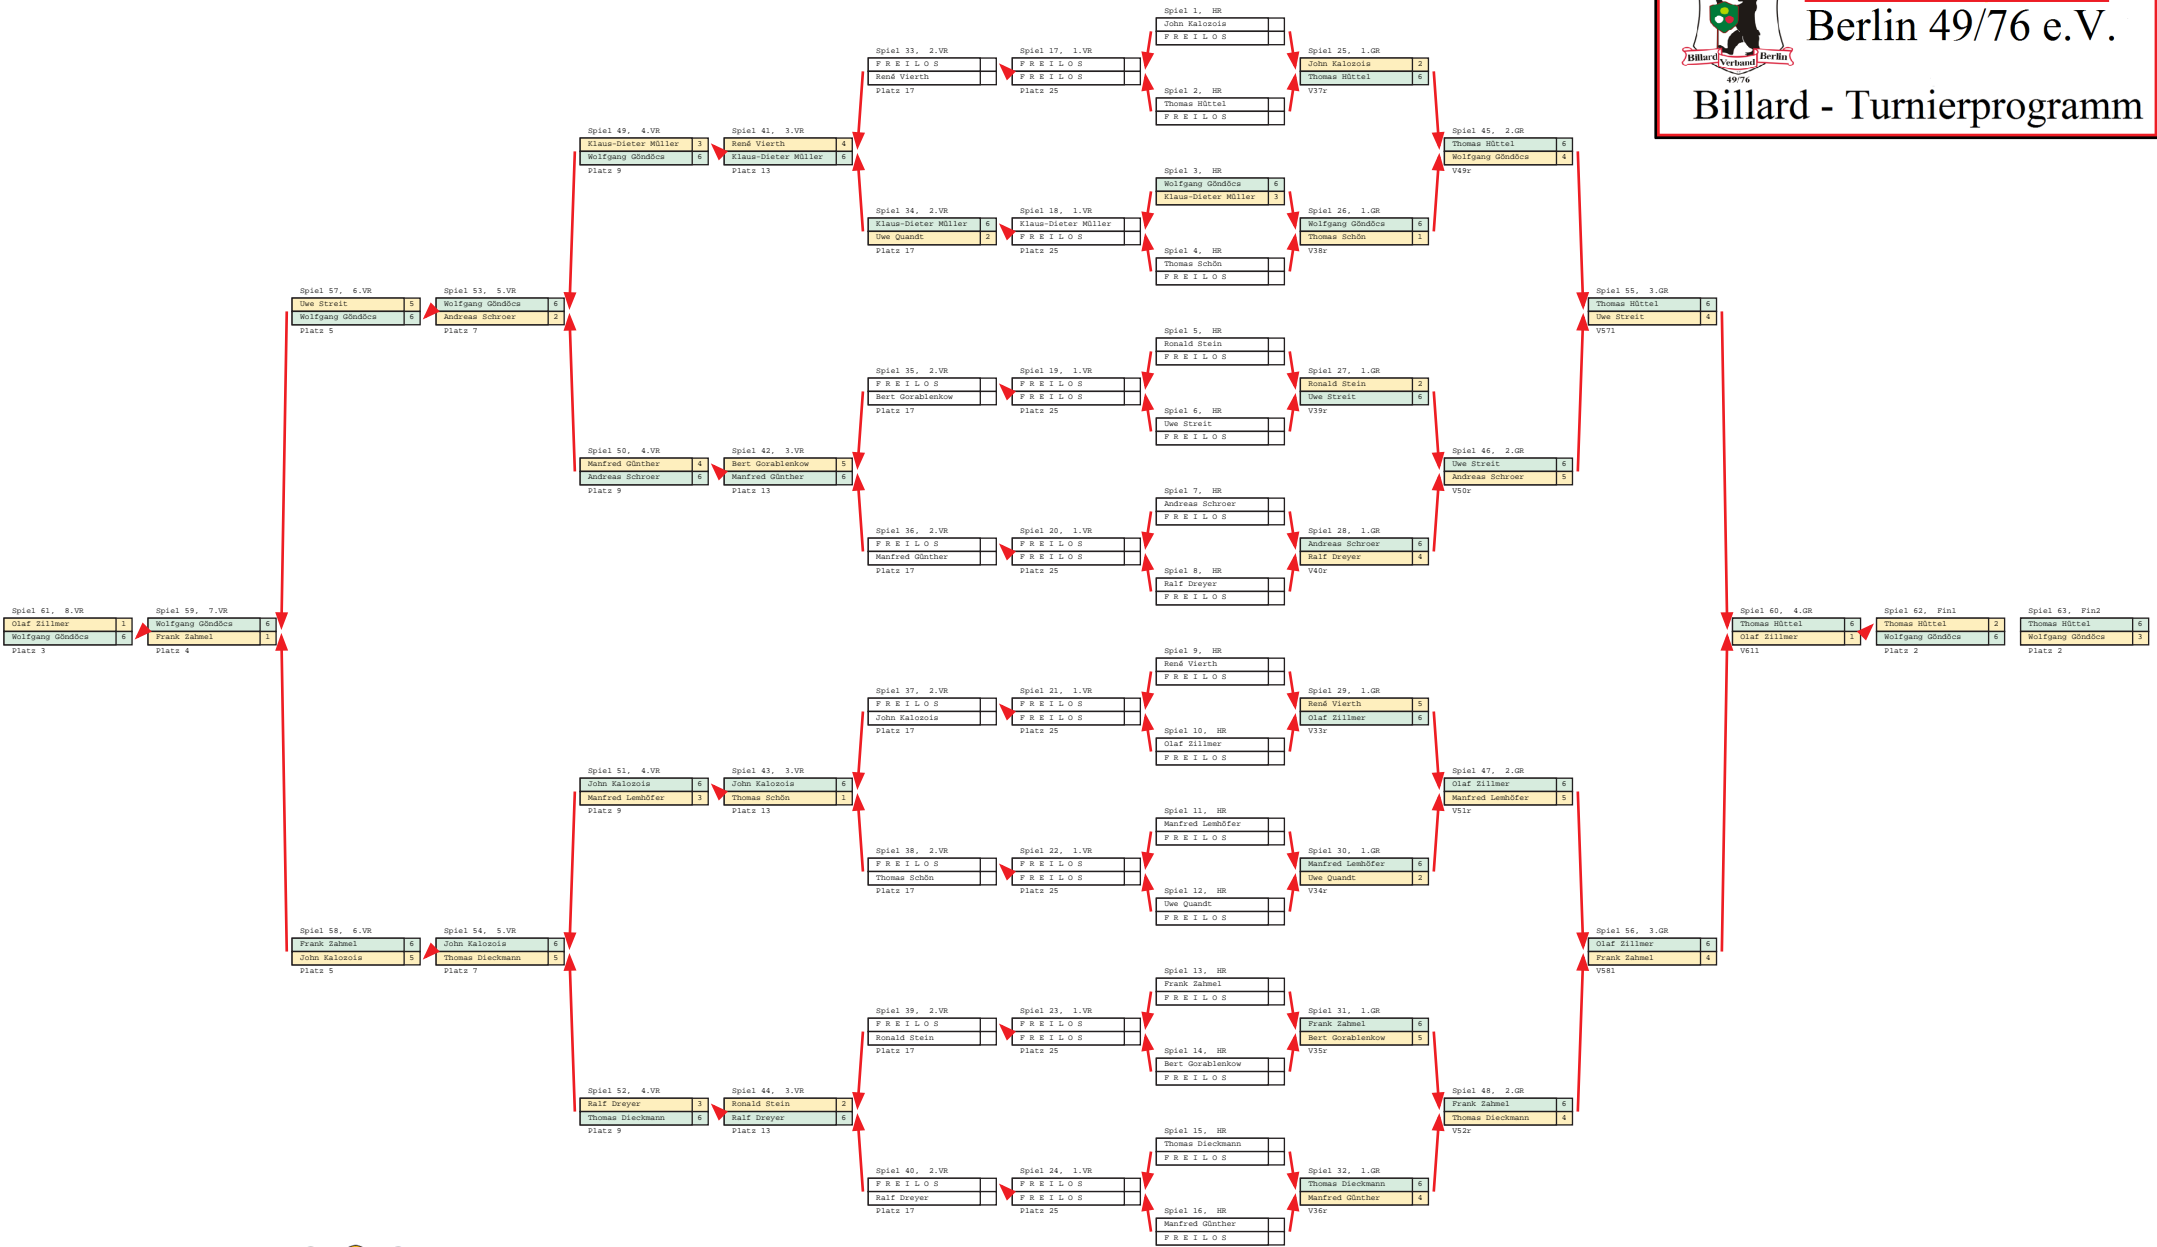 Berlin 49/76 e.V.
Billard Verband Berlin
49/76
Billard - Turnierprogramm
Spiel 61, 8.VR
Olaf Zillmer 1
Wolfgang Göndöcs 6
Platz 3
Spiel 59, 7.VR
Wolfgang Göndöcs 6
Frank Zahmel 1
Platz 4
Spiel 57, 6.VR
Uwe Streit 5
Wolfgang Göndöcs 6
Platz 5
Spiel 58, 6.VR
Frank Zahmel 6
John Kalozois 5
Platz 5
Spiel 53, 5.VR
Wolfgang Göndöcs 6
Andreas Schroer 2
Platz 7
Spiel 54, 5.VR
John Kalozois 6
Thomas Dieckmann 5
Platz 7
Spiel 49, 4.VR
Klaus-Dieter Müller 3
Wolfgang Göndöcs 6
Platz 9
Spiel 50, 4.VR
Manfred Günther 4
Andreas Schroer 6
Platz 9
Spiel 51, 4.VR
John Kalozois 6
Manfred Lemhöfer 3
Platz 9
Spiel 52, 4.VR
Ralf Dreyer 3
Thomas Dieckmann 6
Platz 9
Spiel 41, 3.VR
René Vierth 4
Klaus-Dieter Müller 6
Platz 13
Spiel 42, 3.VR
Bert Gorablenkow 5
Manfred Günther 6
Platz 13
Spiel 43, 3.VR
John Kalozois 6
Thomas Schön 1
Platz 13
Spiel 44, 3.VR
Ronald Stein 2
Ralf Dreyer 6
Platz 13
Spiel 33, 2.VR
F R E I L O S
René Vierth
Platz 17
Spiel 34, 2.VR
Klaus-Dieter Müller 6
Uwe Quandt 2
Platz 17
Spiel 35, 2.VR
F R E I L O S
Bert Gorablenkow
Platz 17
Spiel 36, 2.VR
F R E I L O S
Manfred Günther
Platz 17
Spiel 37, 2.VR
F R E I L O S
John Kalozois
Platz 17
Spiel 38, 2.VR
F R E I L O S
Thomas Schön
Platz 17
Spiel 39, 2.VR
F R E I L O S
Ronald Stein
Platz 17
Spiel 40, 2.VR
F R E I L O S
Ralf Dreyer
Platz 17
Spiel 17, 1.VR
F R E I L O S
F R E I L O S
Platz 25
Spiel 18, 1.VR
Klaus-Dieter Müller
F R E I L O S
Platz 25
Spiel 19, 1.VR
F R E I L O S
F R E I L O S
Platz 25
Spiel 20, 1.VR
F R E I L O S
F R E I L O S
Platz 25
Spiel 21, 1.VR
F R E I L O S
F R E I L O S
Platz 25
Spiel 22, 1.VR
F R E I L O S
F R E I L O S
Platz 25
Spiel 23, 1.VR
F R E I L O S
F R E I L O S
Platz 25
Spiel 24, 1.VR
F R E I L O S
F R E I L O S
Platz 25
Spiel 1, HR
John Kalozois
F R E I L O S
Spiel 2, HR
Thomas Hüttel
F R E I L O S
Spiel 3, HR
Wolfgang Göndöcs 6
Klaus-Dieter Müller 3
Spiel 4, HR
Thomas Schön
F R E I L O S
Spiel 5, HR
Ronald Stein
F R E I L O S
Spiel 6, HR
Uwe Streit
F R E I L O S
Spiel 7, HR
Andreas Schroer
F R E I L O S
Spiel 8, HR
Ralf Dreyer
F R E I L O S
Spiel 9, HR
René Vierth
F R E I L O S
Spiel 10, HR
Olaf Zillmer
F R E I L O S
Spiel 11, HR
Manfred Lemhöfer
F R E I L O S
Spiel 12, HR
Uwe Quandt
F R E I L O S
Spiel 13, HR
Frank Zahmel
F R E I L O S
Spiel 14, HR
Bert Gorablenkow
F R E I L O S
Spiel 15, HR
Thomas Dieckmann
F R E I L O S
Spiel 16, HR
Manfred Günther
F R E I L O S
Spiel 25, 1.GR
John Kalozois 2
Thomas Hüttel 6
V37r
Spiel 26, 1.GR
Wolfgang Göndöcs 6
Thomas Schön 1
V38r
Spiel 27, 1.GR
Ronald Stein 2
Uwe Streit 6
V39r
Spiel 28, 1.GR
Andreas Schroer 6
Ralf Dreyer 4
V40r
Spiel 29, 1.GR
René Vierth 5
Olaf Zillmer 6
V33r
Spiel 30, 1.GR
Manfred Lemhöfer 6
Uwe Quandt 2
V34r
Spiel 31, 1.GR
Frank Zahmel 6
Bert Gorablenkow 5
V35r
Spiel 32, 1.GR
Thomas Dieckmann 6
Manfred Günther 4
V36r
Spiel 45, 2.GR
Thomas Hüttel 6
Wolfgang Göndöcs 4
V49r
Spiel 46, 2.GR
Uwe Streit 6
Andreas Schroer 5
V50r
Spiel 47, 2.GR
Olaf Zillmer 6
Manfred Lemhöfer 5
V51r
Spiel 48, 2.GR
Frank Zahmel 6
Thomas Dieckmann 4
V52r
Spiel 55, 3.GR
Thomas Hüttel 6
Uwe Streit 4
V57l
Spiel 56, 3.GR
Olaf Zillmer 6
Frank Zahmel 4
V58l
Spiel 60, 4.GR
Thomas Hüttel 6
Olaf Zillmer 1
V61l
Spiel 62, Fin1
Thomas Hüttel 2
Wolfgang Göndöcs 6
Platz 2
Spiel 63, Fin2
Thomas Hüttel 6
Wolfgang Göndöcs 3
Platz 2